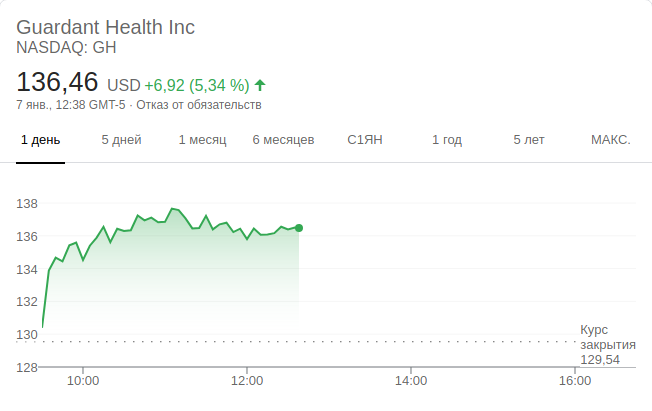 Guardant Health Inc
NASDAQ: GH
136,46 USD +6,92 (5,34 %)
7 янв., 12:38 GMT-5 · Отказ от обязательств
1 день 5 дней 1 месяц 6 месяцев С1ЯН 1 год 5 лет МАКС.
138
136
134
132
130
128
Курс
закрытия
129,54
10:00 12:00 14:00 16:00